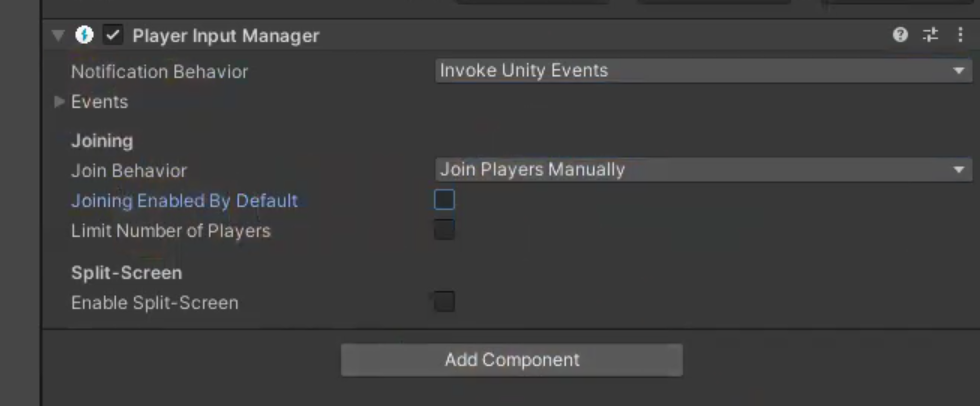 Player Input Manager
Notification Behavior Invoke Unity Events
Events
Joining
Join Behavior Join Players Manually
Joining Enabled By Default
Limit Number of Players
Split-Screen
Enable Split-Screen
Add Component